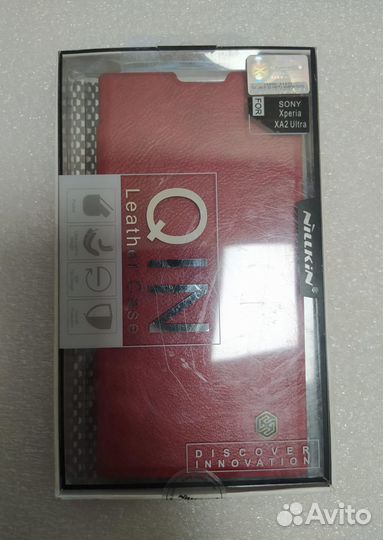 FOR
SONY
Xperia
XA2 Ultra
NILLKIN®
QIN
Leather Case
DISCOVER
INNOVATION
Avito